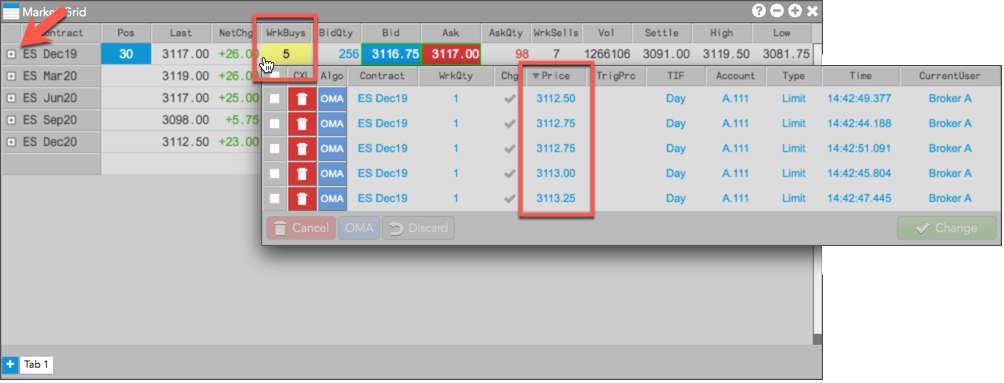 Market Grid
Contract Pos Last NetChg WrkBuys BidQty Bid Ask AskQty WrkSells Vol Settle High Low
ES Dec19 30 3117.00 +26.00 5 256 3116.75 3117.00 98 7 1266106 3091.00 3119.50 3081.75
ES Mar20 3119.00 +26.00
ES Jun20 3117.00 +25.00
ES Sep20 3098.00 +5.75
ES Dec20 3112.50 +23.00
CXL Algo Contract WrkQty Chg Price TrigPrc TIF Account Type Time CurrentUser
OMA ES Dec19 1 3112.50 Day A.111 Limit 14:42:49.377 Broker A
OMA ES Dec19 1 3112.75 Day A.111 Limit 14:42:44.188 Broker A
OMA ES Dec19 1 3112.75 Day A.111 Limit 14:42:51.091 Broker A
OMA ES Dec19 1 3113.00 Day A.111 Limit 14:42:45.804 Broker A
OMA ES Dec19 1 3113.25 Day A.111 Limit 14:42:47.445 Broker A
Cancel OMA Discard Change
Tab 1